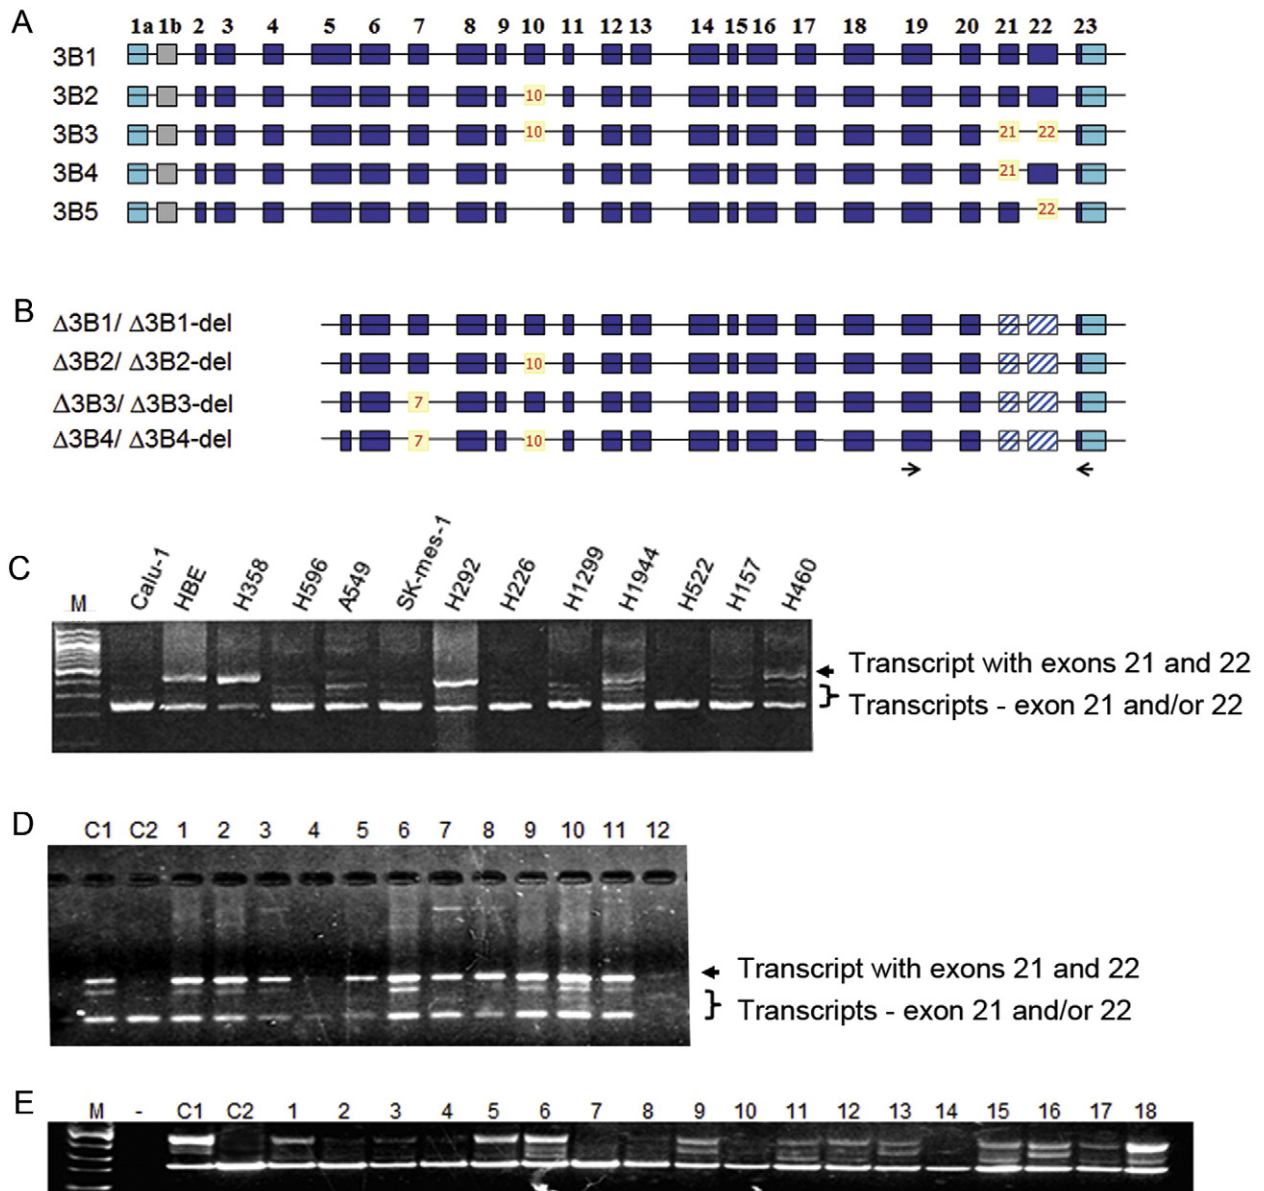 A
1a 1b 2 3 4 5 6 7 8 9 10 11 12 13 14 15 16 17 18 19 20 21 22 23
3B1
3B2 10
3B3 10 21 22
3B4 21
3B5 22
B
Δ3B1/ Δ3B1-del
Δ3B2/ Δ3B2-del 10
Δ3B3/ Δ3B3-del 7
Δ3B4/ Δ3B4-del 7 10
C
M Calu-1 HBE H358 H596 A549 SK-mes-1 H292 H226 H1299 H1944 H522 H157 H460
Transcript with exons 21 and 22
Transcripts - exon 21 and/or 22
D
C1 C2 1 2 3 4 5 6 7 8 9 10 11 12
Transcript with exons 21 and 22
Transcripts - exon 21 and/or 22
E
M - C1 C2 1 2 3 4 5 6 7 8 9 10 11 12 13 14 15 16 17 18